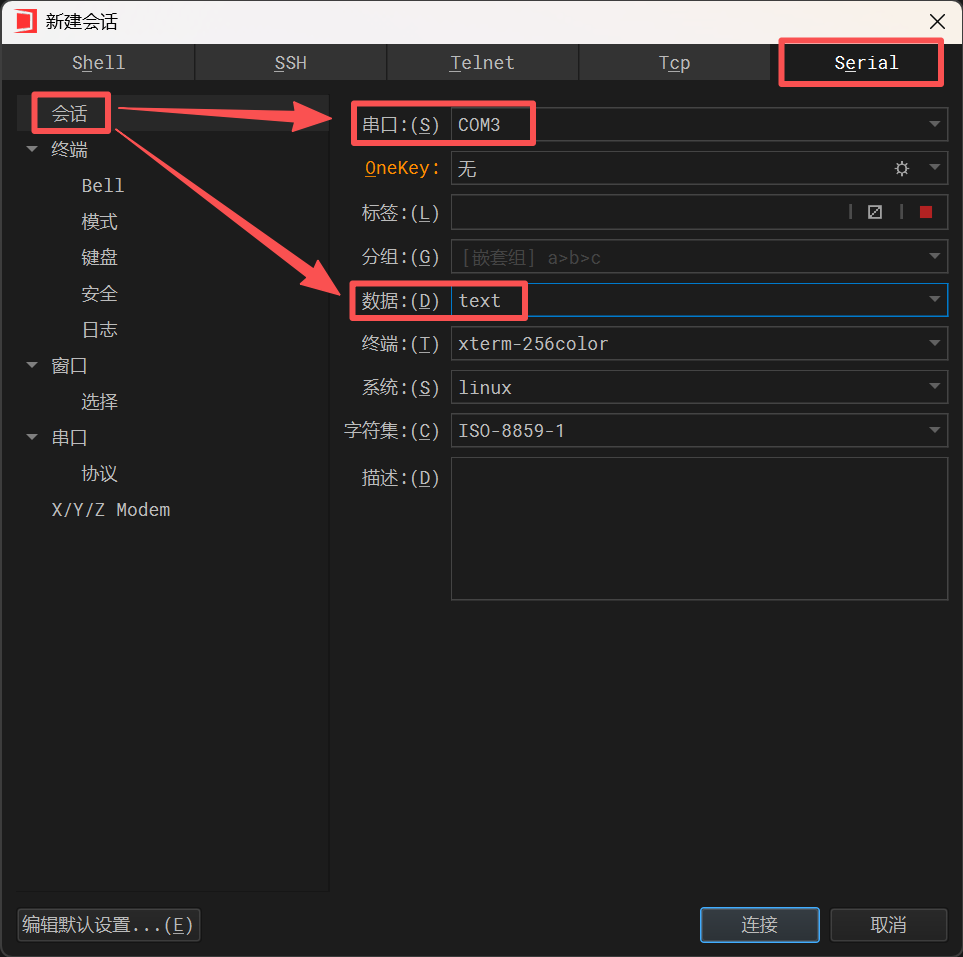 新建会话
Shell SSH Telnet Tcp Serial
会话
终端
Bell
模式
键盘
安全
日志
窗口
选择
串口
协议
X/Y/Z Modem
串口:(S) COM3
OneKey: 无
标签:(L)
分组:(G) [嵌套组] a>b>c
数据:(D) text
终端:(T) xterm-256color
系统:(S) linux
字符集:(C) ISO-8859-1
描述:(D)
编辑默认设置...(E) 连接 取消